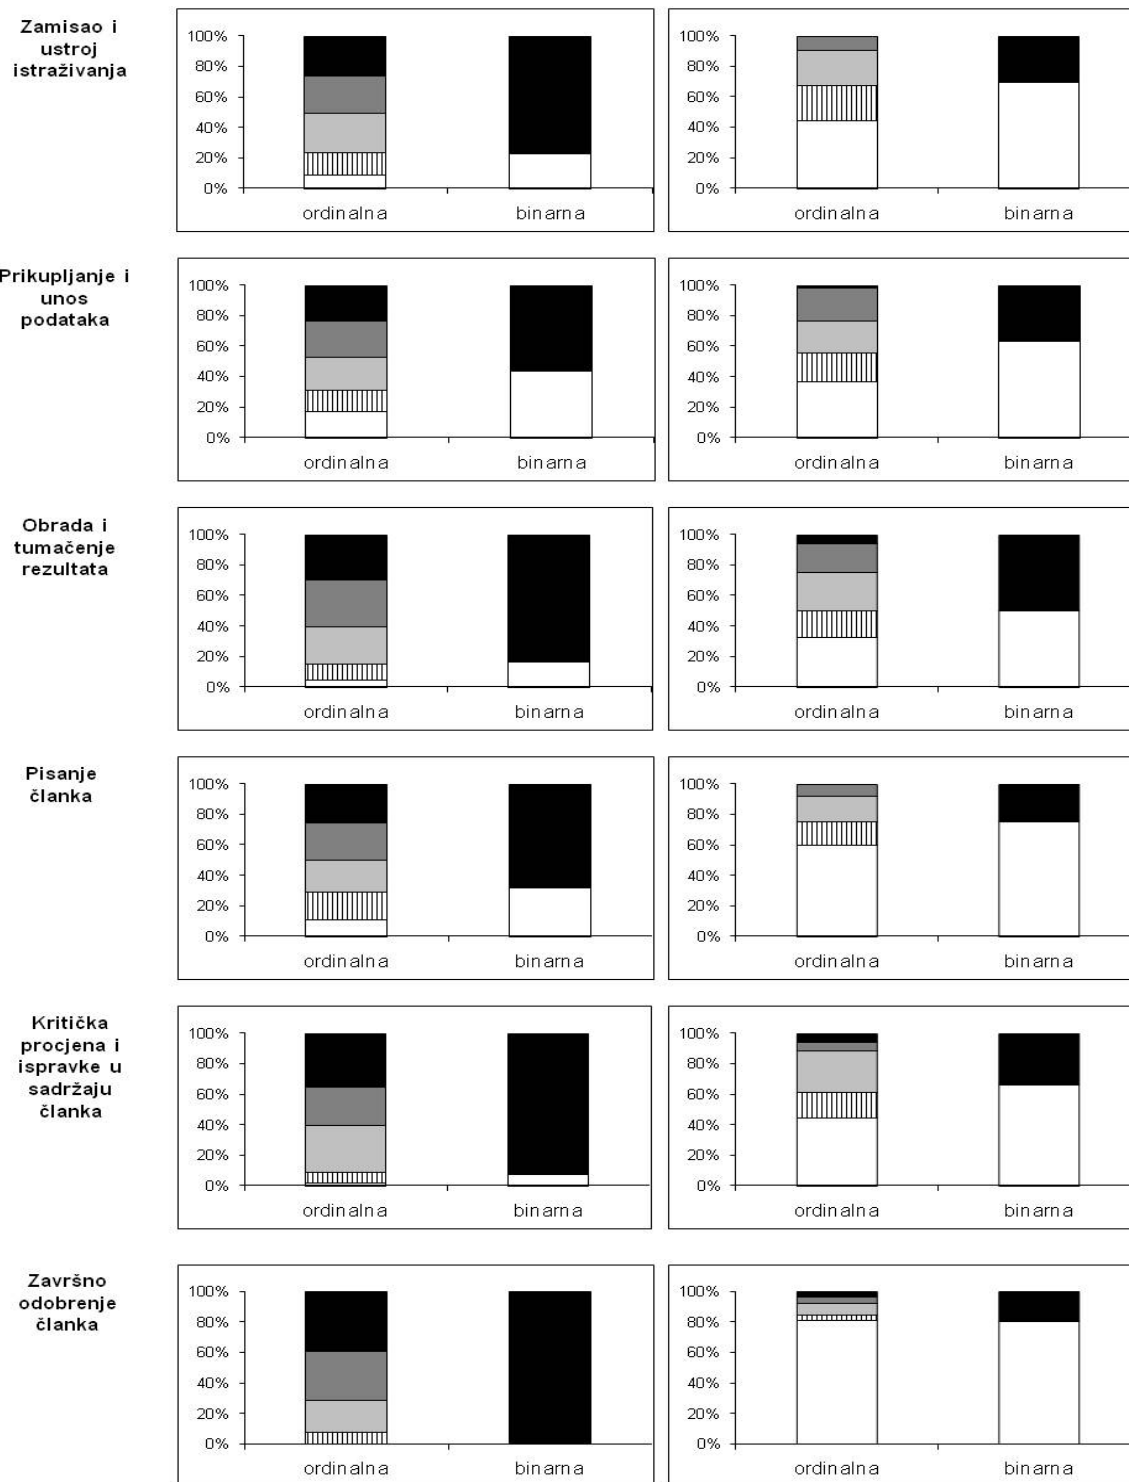 Zamisao i
ustroj
istraživanja
100%
80%
60%
40%
20%
0%
ordinalna
binarna
100%
80%
60%
40%
20%
0%
ordinalna
binarna
Prikupljanje i
unos
podataka
100%
80%
60%
40%
20%
0%
ordinalna
binarna
100%
80%
60%
40%
20%
0%
ordinalna
binarna
Obrada i
tumačenje
rezultata
100%
80%
60%
40%
20%
0%
ordinalna
binarna
100%
80%
60%
40%
20%
0%
ordinalna
binarna
Pisanje
članka
100%
80%
60%
40%
20%
0%
ordinalna
binarna
100%
80%
60%
40%
20%
0%
ordinalna
binarna
Kritička
procjena i
ispravke u
sadržaju
članka
100%
80%
60%
40%
20%
0%
ordinalna
binarna
100%
80%
60%
40%
20%
0%
ordinalna
binarna
Završno
odobrenje
članka
100%
80%
60%
40%
20%
0%
ordinalna
binarna
100%
80%
60%
40%
20%
0%
ordinalna
binarna